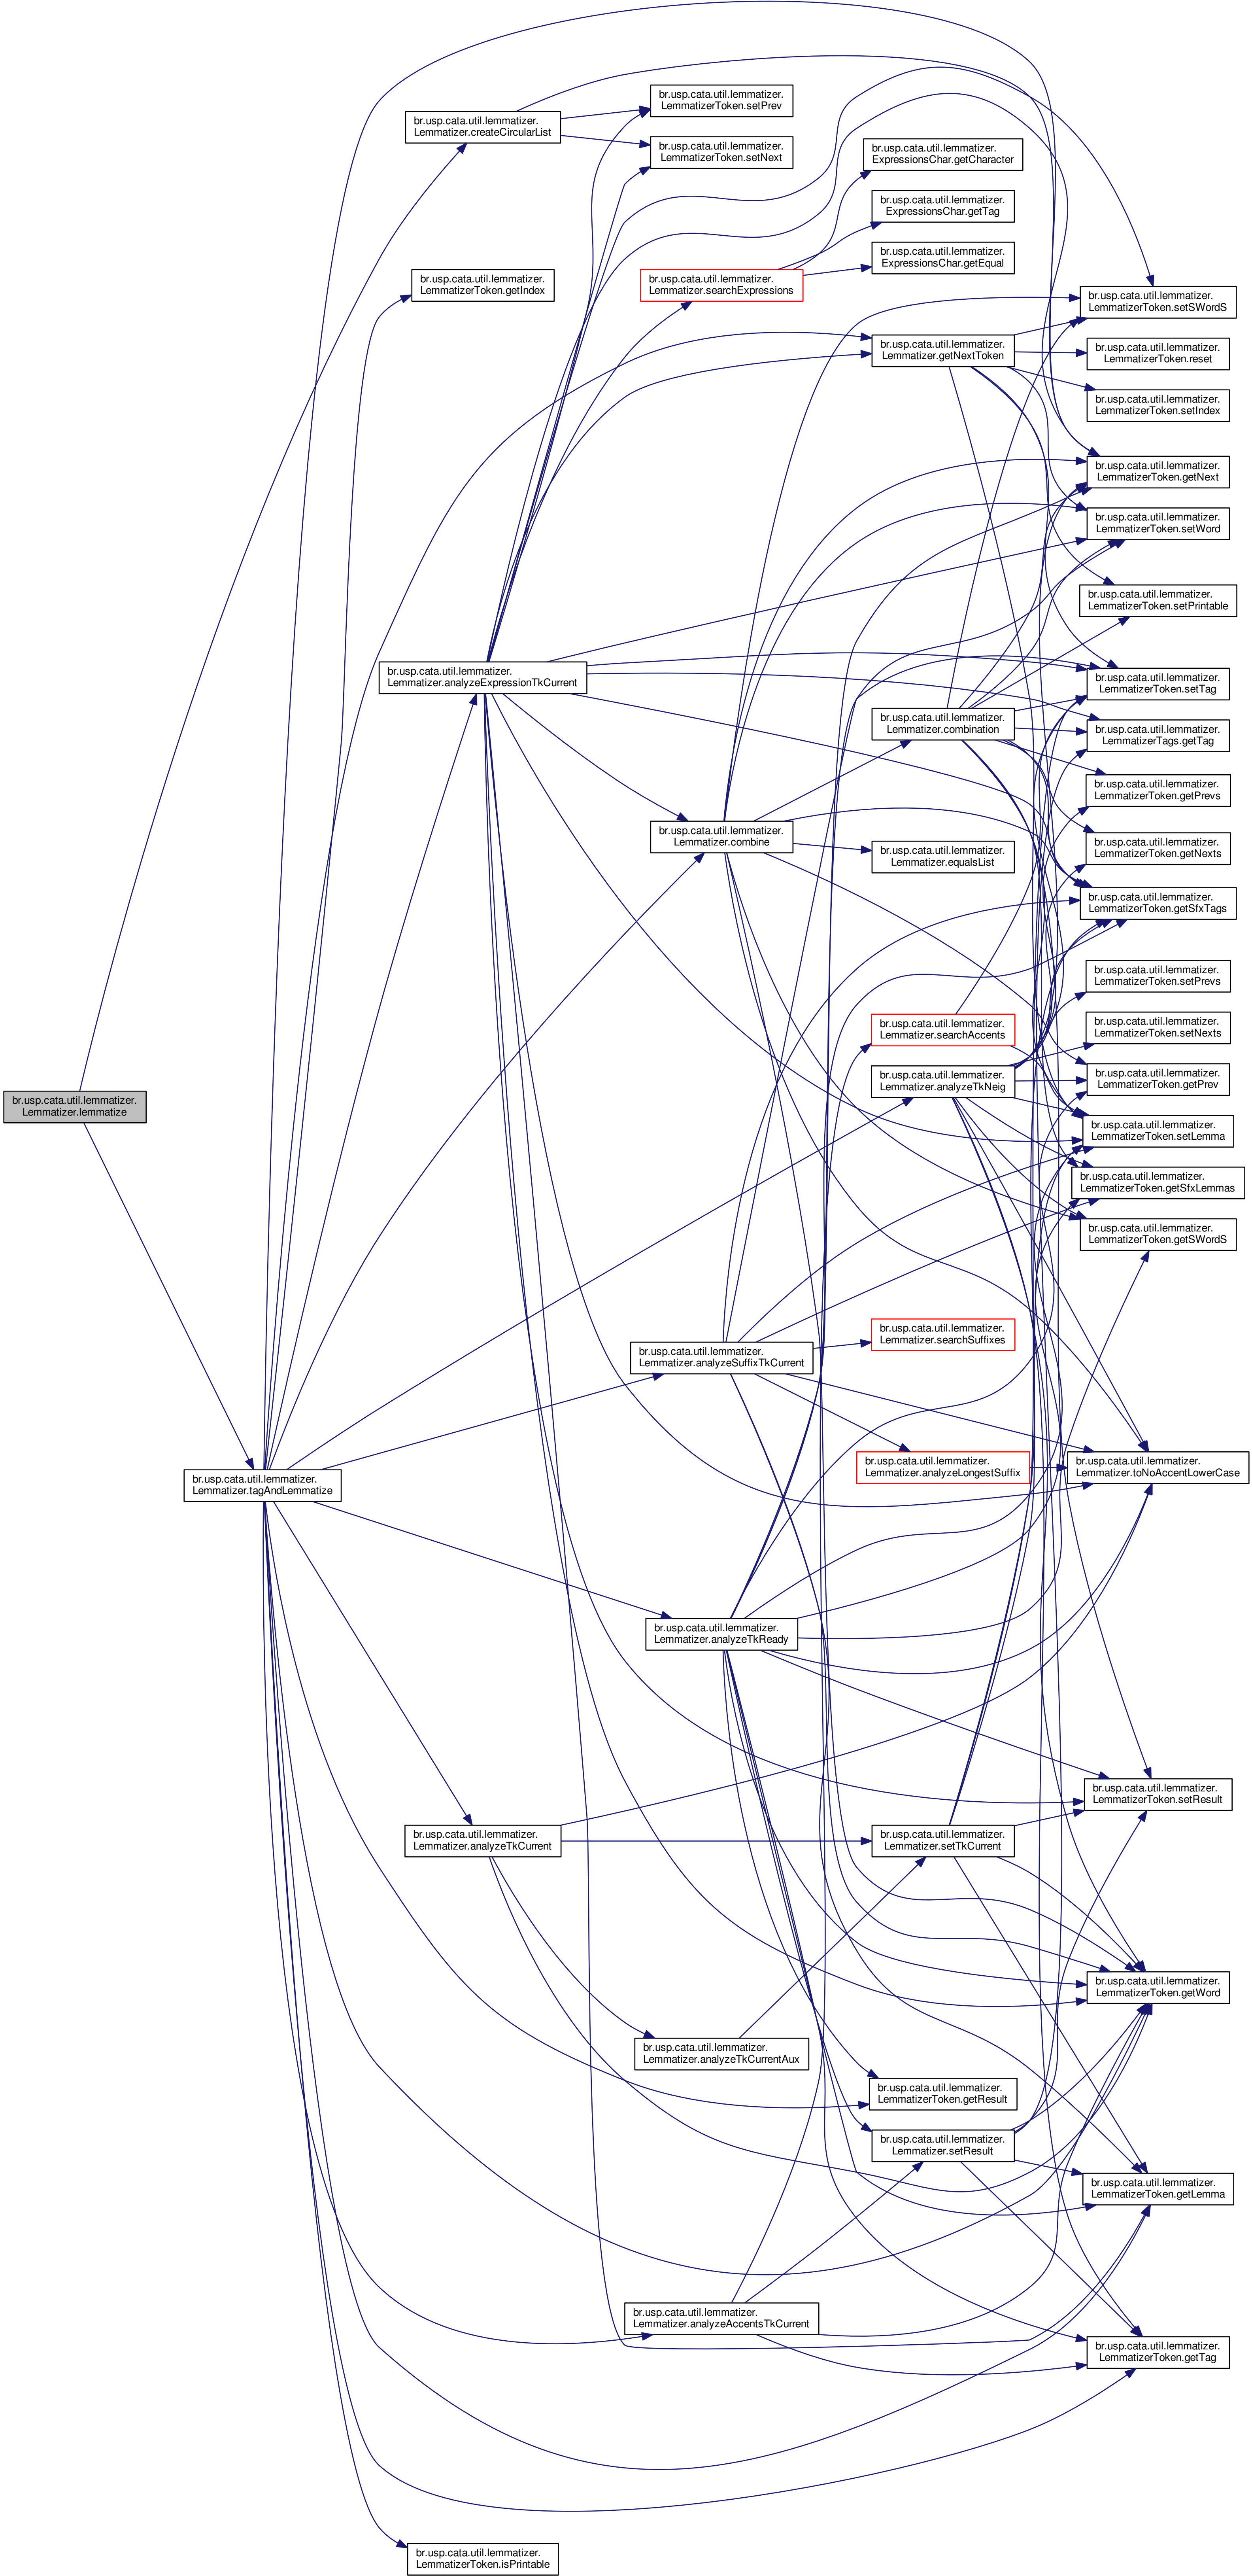 br.usp.cata.util.lemmatizer.
Lemmatizer.createCircularList
br.usp.cata.util.lemmatizer.
LemmatizerToken.setPrev
br.usp.cata.util.lemmatizer.
LemmatizerToken.setNext
br.usp.cata.util.lemmatizer.
ExpressionsChar.getCharacter
br.usp.cata.util.lemmatizer.
ExpressionsChar.getTag
br.usp.cata.util.lemmatizer.
ExpressionsChar.getEqual
br.usp.cata.util.lemmatizer.
LemmatizerToken.getIndex
br.usp.cata.util.lemmatizer.
Lemmatizer.searchExpressions
br.usp.cata.util.lemmatizer.
LemmatizerToken.setSWordS
br.usp.cata.util.lemmatizer.
Lemmatizer.getNextToken
br.usp.cata.util.lemmatizer.
LemmatizerToken.reset
br.usp.cata.util.lemmatizer.
LemmatizerToken.setIndex
br.usp.cata.util.lemmatizer.
LemmatizerToken.getNext
br.usp.cata.util.lemmatizer.
LemmatizerToken.setWord
br.usp.cata.util.lemmatizer.
LemmatizerToken.setPrintable
br.usp.cata.util.lemmatizer.
Lemmatizer.analyzeExpressionTkCurrent
br.usp.cata.util.lemmatizer.
LemmatizerToken.setTag
br.usp.cata.util.lemmatizer.
Lemmatizer.combination
br.usp.cata.util.lemmatizer.
LemmatizerTags.getTag
br.usp.cata.util.lemmatizer.
LemmatizerToken.getPrevs
br.usp.cata.util.lemmatizer.
Lemmatizer.combine
br.usp.cata.util.lemmatizer.
Lemmatizer.equalsList
br.usp.cata.util.lemmatizer.
LemmatizerToken.getNexts
br.usp.cata.util.lemmatizer.
LemmatizerToken.getSfxTags
br.usp.cata.util.lemmatizer.
LemmatizerToken.setPrevs
br.usp.cata.util.lemmatizer.
Lemmatizer.searchAccents
br.usp.cata.util.lemmatizer.
LemmatizerToken.setNexts
br.usp.cata.util.lemmatizer.
Lemmatizer.lemmatize
br.usp.cata.util.lemmatizer.
Lemmatizer.analyzeTkNeig
br.usp.cata.util.lemmatizer.
LemmatizerToken.getPrev
br.usp.cata.util.lemmatizer.
LemmatizerToken.setLemma
br.usp.cata.util.lemmatizer.
LemmatizerToken.getSfxLemmas
br.usp.cata.util.lemmatizer.
LemmatizerToken.getSWordS
br.usp.cata.util.lemmatizer.
Lemmatizer.searchSuffixes
br.usp.cata.util.lemmatizer.
Lemmatizer.analyzeSuffixTkCurrent
br.usp.cata.util.lemmatizer.
Lemmatizer.analyzeLongestSuffix
br.usp.cata.util.lemmatizer.
Lemmatizer.toNoAccentLowerCase
br.usp.cata.util.lemmatizer.
Lemmatizer.tagAndLemmatize
br.usp.cata.util.lemmatizer.
Lemmatizer.analyzeTkReady
br.usp.cata.util.lemmatizer.
LemmatizerToken.setResult
br.usp.cata.util.lemmatizer.
Lemmatizer.analyzeTkCurrent
br.usp.cata.util.lemmatizer.
Lemmatizer.setTkCurrent
br.usp.cata.util.lemmatizer.
LemmatizerToken.getWord
br.usp.cata.util.lemmatizer.
Lemmatizer.analyzeTkCurrentAux
br.usp.cata.util.lemmatizer.
LemmatizerToken.getResult
br.usp.cata.util.lemmatizer.
Lemmatizer.setResult
br.usp.cata.util.lemmatizer.
LemmatizerToken.getLemma
br.usp.cata.util.lemmatizer.
Lemmatizer.analyzeAccentsTkCurrent
br.usp.cata.util.lemmatizer.
LemmatizerToken.getTag
br.usp.cata.util.lemmatizer.
LemmatizerToken.isPrintable